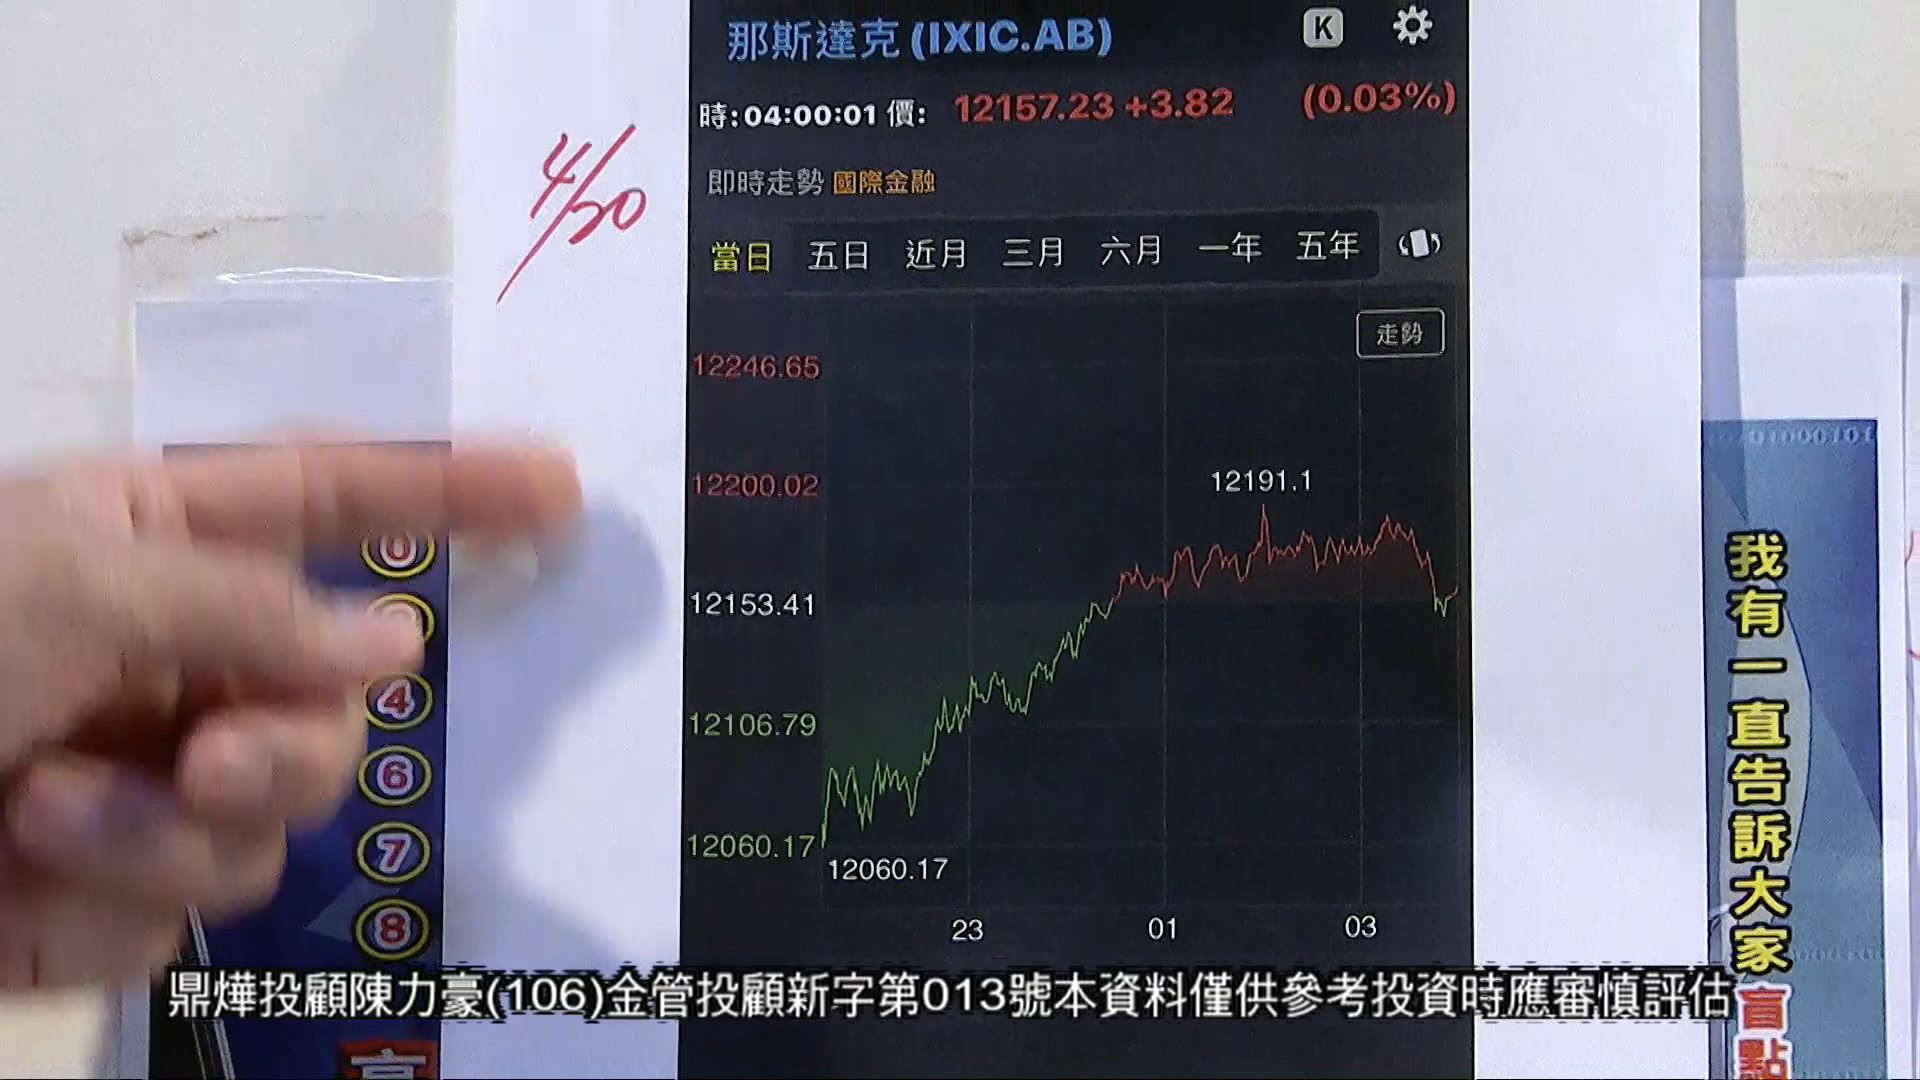 那斯達克 (IXIC.AB)
K
時:04:00:01 價: 12157.23 +3.82 (0.03%)
4/20
即時走勢 國際金融
當日 五日 近月 三月 六月 一年 五年
走勢
12246.65
12200.02
12191.1
12153.41
12106.79
12060.17
12060.17
23 01 03
0
4
6
7
8
我有一直告訴大家盲點
鼎燁投顧陳力豪(106)金管投顧新字第013號本資料僅供參考投資時應審慎評估